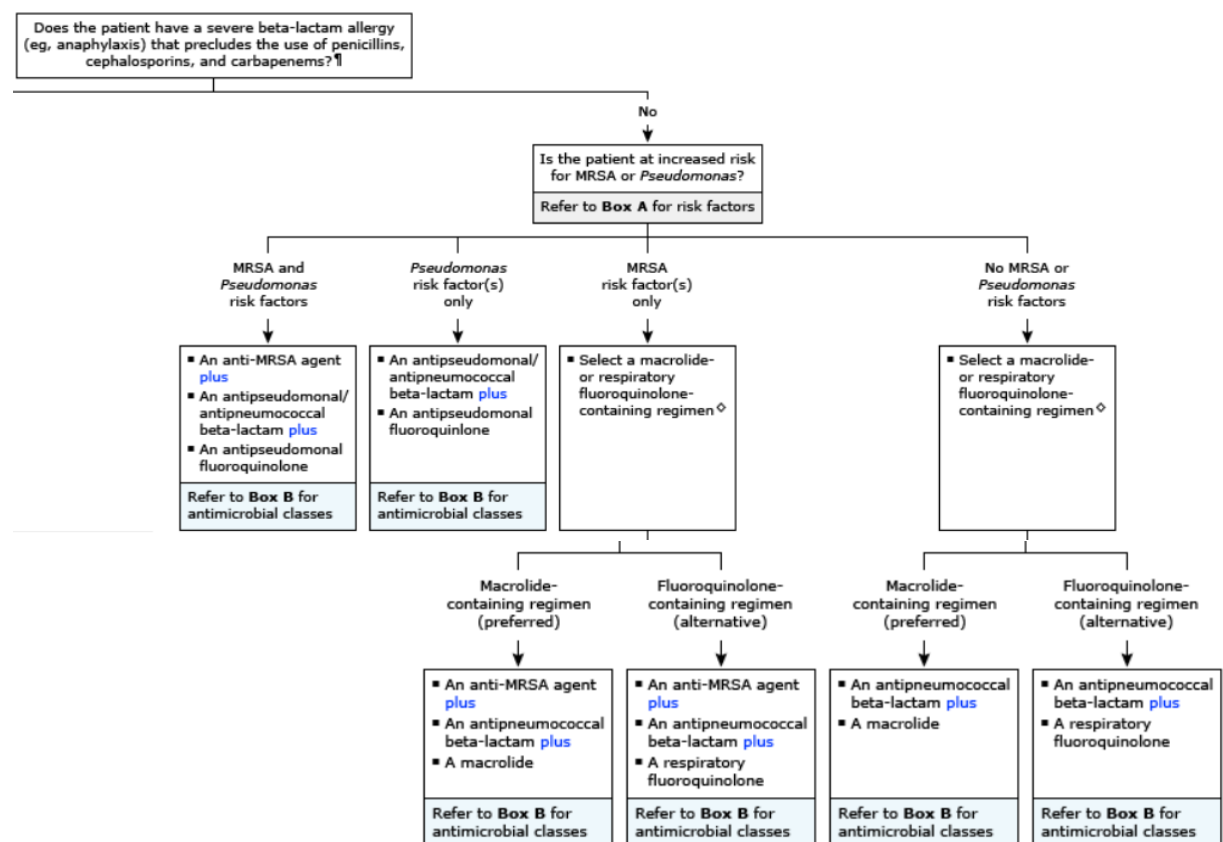 Does the patient have a severe beta-lactam allergy
(eg, anaphylaxis) that precludes the use of penicillins,
cephalosporins, and carbapenems?¶
No
Is the patient at increased risk
for MRSA or Pseudomonas?
Refer to Box A for risk factors
MRSA and
Pseudomonas
risk factors
Pseudomonas
risk factor(s)
only
MRSA
risk factor(s)
only
No MRSA or
Pseudomonas
risk factors
▪ An anti-MRSA agent
plus
▪ An antipseudomonal/
antipneumococcal
beta-lactam plus
▪ An antipseudomonal
fluoroquinolone
Refer to Box B for
antimicrobial classes
▪ An antipseudomonal/
antipneumococcal
beta-lactam plus
▪ An antipseudomonal
fluoroquinlone
Refer to Box B for
antimicrobial classes
▪ Select a macrolide-
or respiratory
fluoroquinolone-
containing regimen◇
▪ Select a macrolide-
or respiratory
fluoroquinolone-
containing regimen◇
Macrolide-
containing regimen
(preferred)
Fluoroquinolone-
containing regimen
(alternative)
Macrolide-
containing regimen
(preferred)
Fluoroquinolone-
containing regimen
(alternative)
▪ An anti-MRSA agent
plus
▪ An antipneumococcal
beta-lactam plus
▪ A macrolide
Refer to Box B for
antimicrobial classes
▪ An anti-MRSA agent
plus
▪ An antipneumococcal
beta-lactam plus
▪ A respiratory
fluoroquinolone
Refer to Box B for
antimicrobial classes
▪ An antipneumococcal
beta-lactam plus
▪ A macrolide
Refer to Box B for
antimicrobial classes
▪ An antipneumococcal
beta-lactam plus
▪ A respiratory
fluoroquinolone
Refer to Box B for
antimicrobial classes